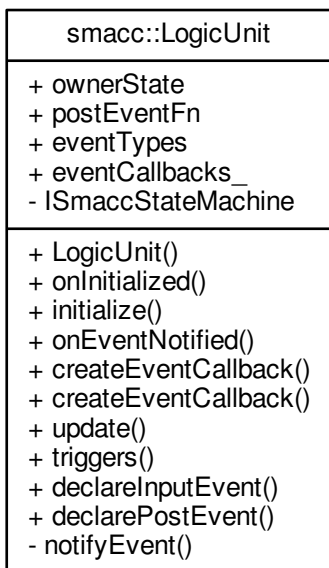 smacc::LogicUnit
+ ownerState
+ postEventFn
+ eventTypes
+ eventCallbacks_
- ISmaccStateMachine
+ LogicUnit()
+ onInitialized()
+ initialize()
+ onEventNotified()
+ createEventCallback()
+ createEventCallback()
+ update()
+ triggers()
+ declareInputEvent()
+ declarePostEvent()
- notifyEvent()